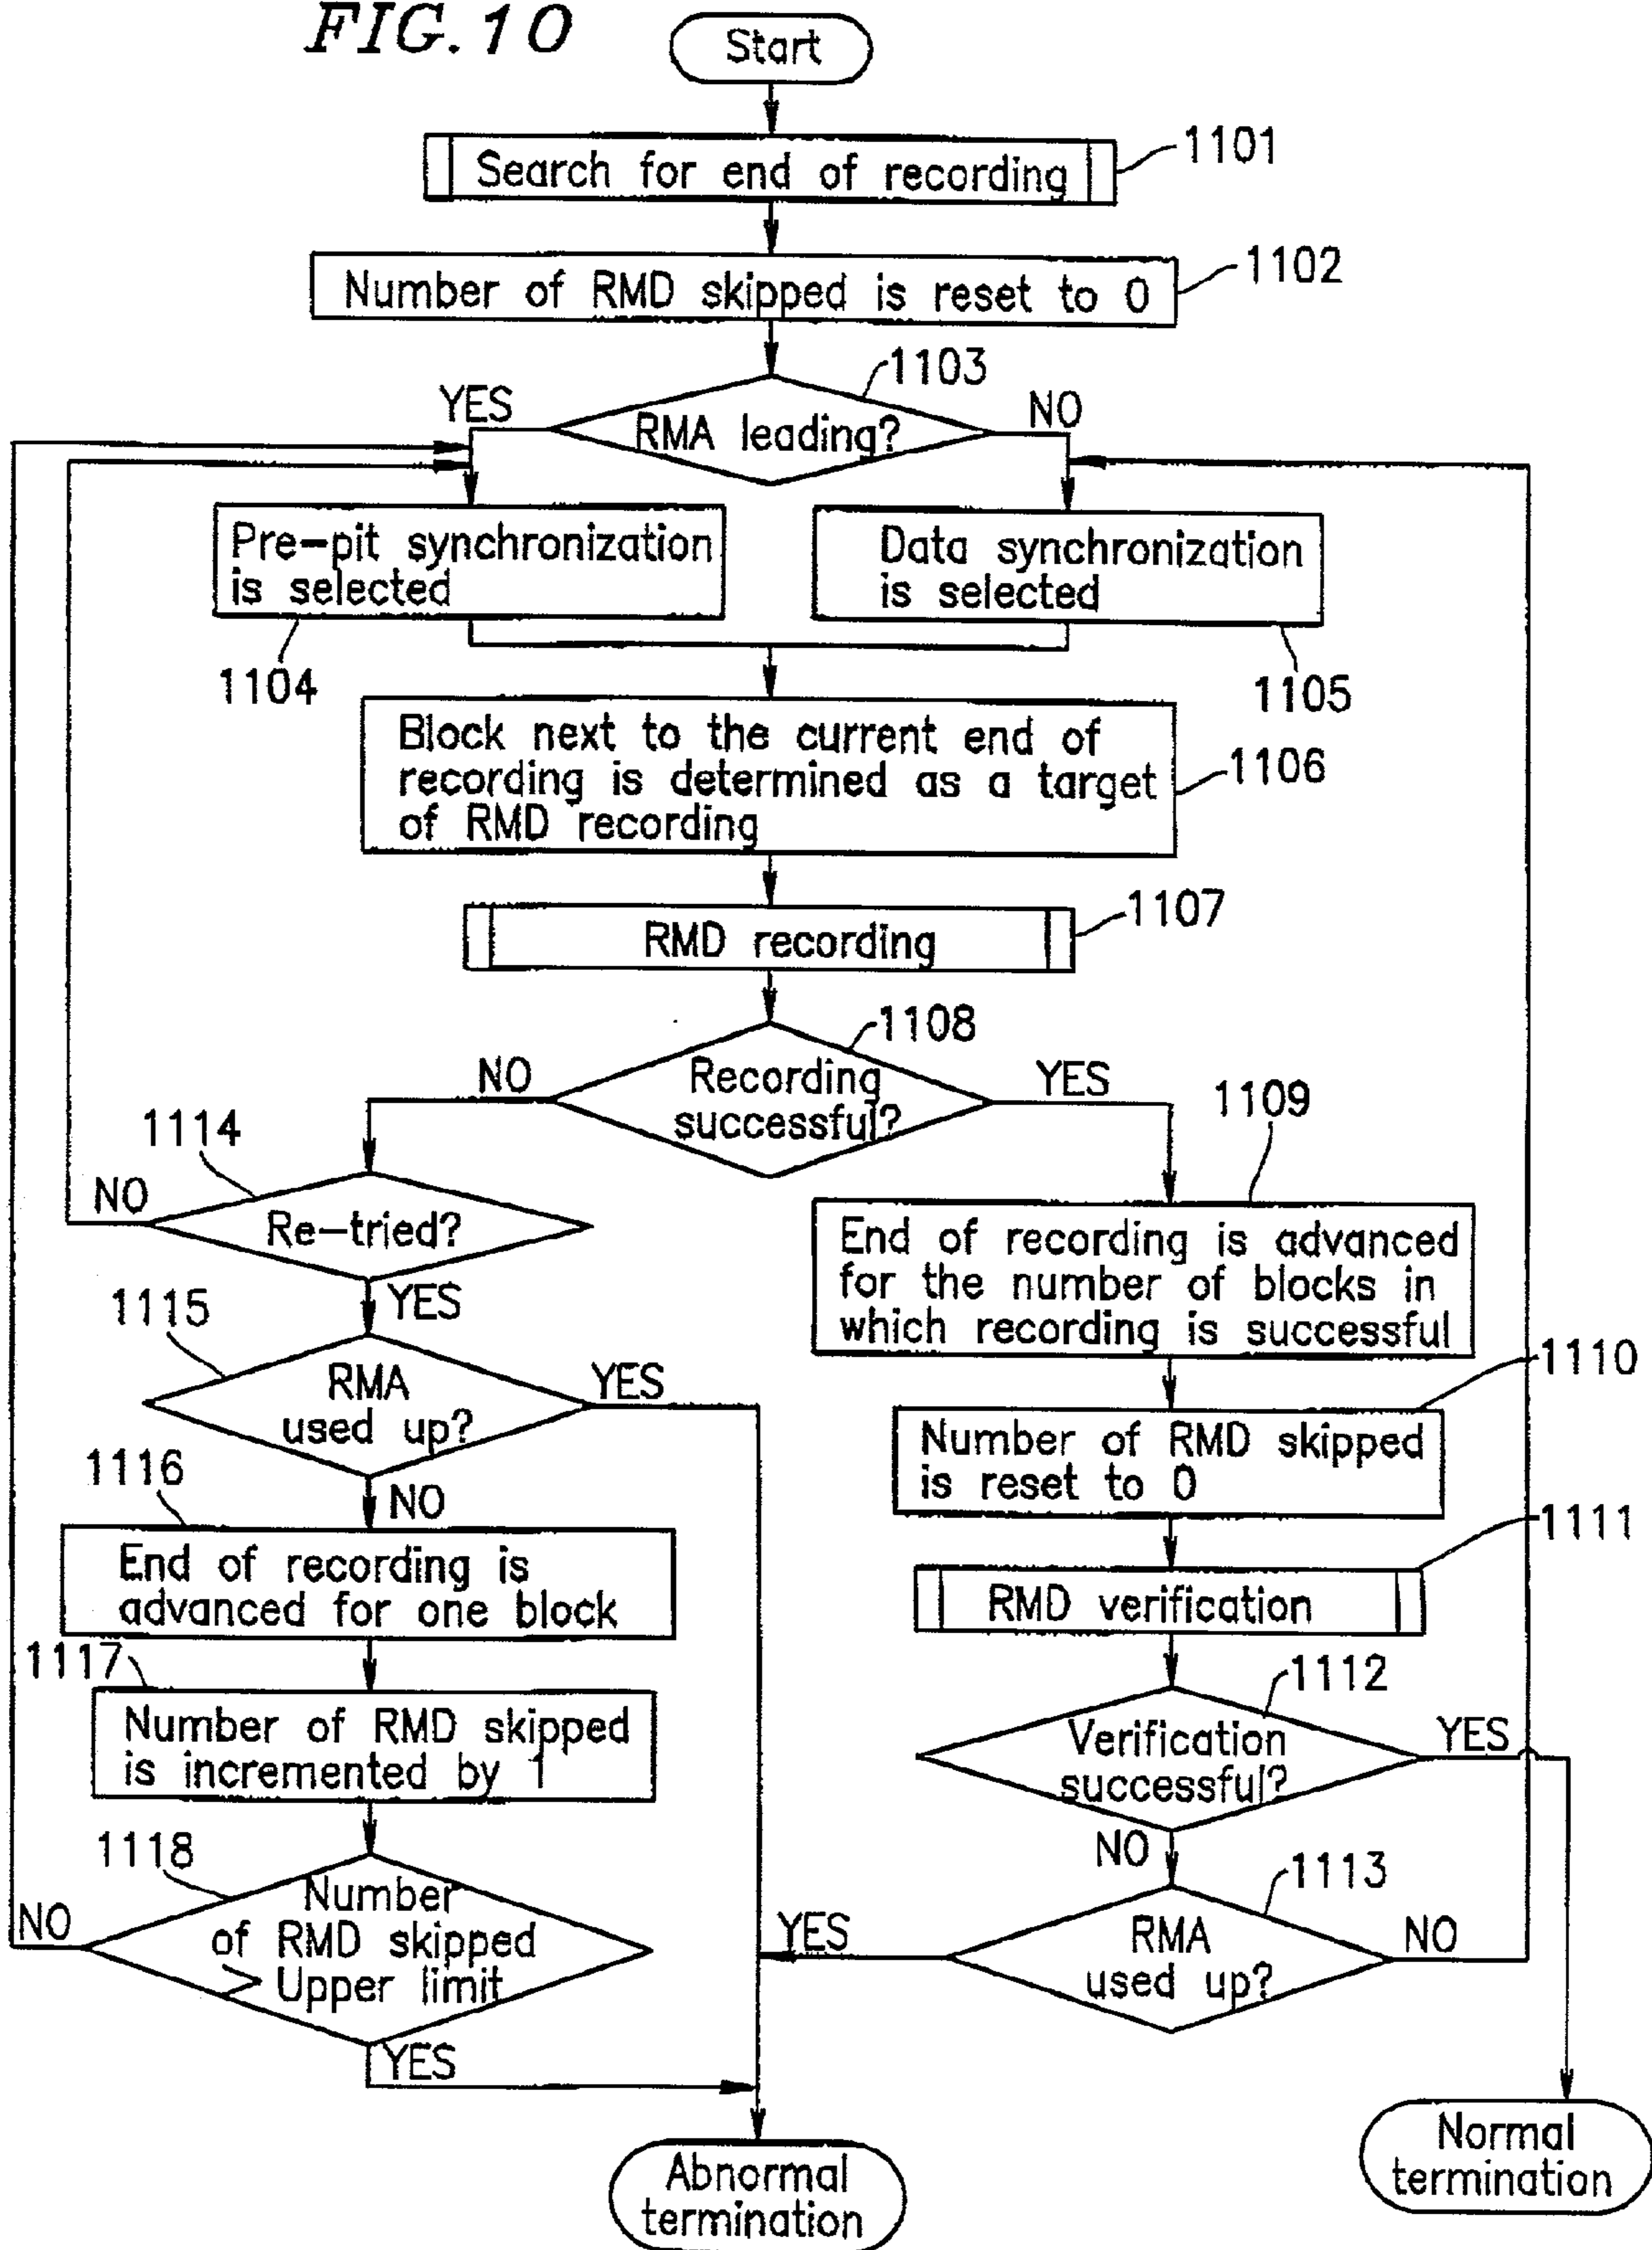 FIG. 10
Start
Search for end of recording
1101
Number of RMD skipped is reset to 0
1102
1103
YES
RMA leading?
NO
Pre-pit synchronization
is selected
Data synchronization
is selected
1104
1105
Block next to the current end of
recording is determined as a target
of RMD recording
1106
RMD recording
1107
1108
NO
Recording
successful?
YES
1109
1114
NO
Re-tried?
YES
End of recording is advanced
for the number of blocks in
which recording is successful
1115
RMA
used up?
YES
1110
Number of RMD skipped
is reset to 0
1116
NO
1111
End of recording is
advanced for one block
RMD verification
1117
Number of RMD skipped
is incremented by 1
1112
Verification
successful?
YES
NO
1118
Number
of RMD skipped
> Upper limit
NO
YES
1113
RMA
used up?
YES
NO
Abnormal
termination
Normal
termination